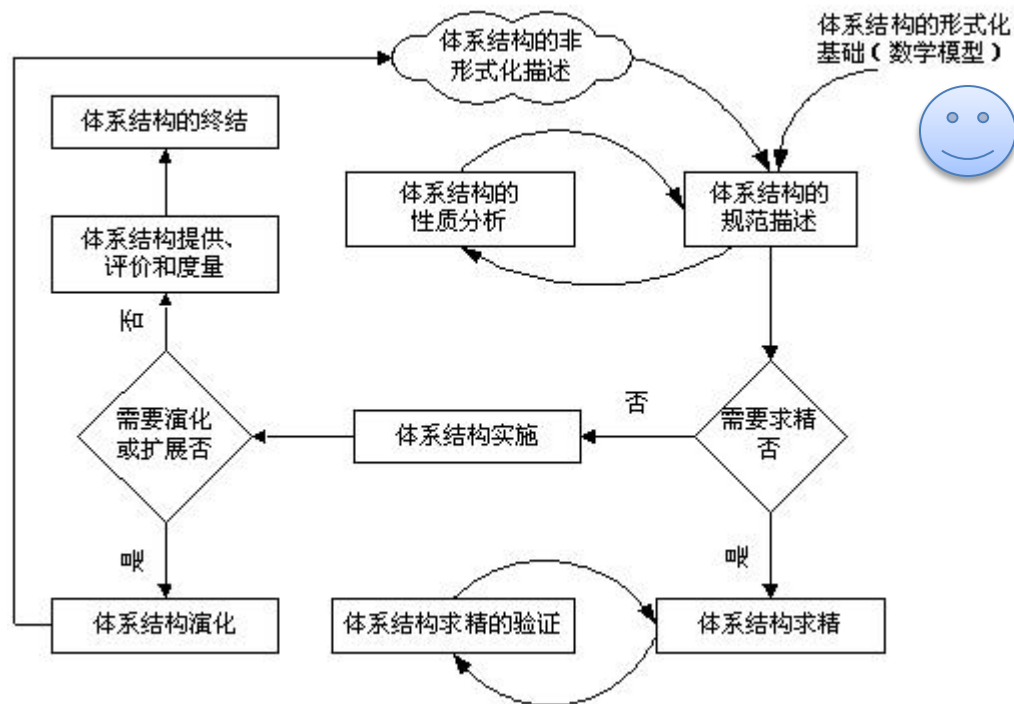 体系结构的非
形式化描述
体系结构的形式化
基础（数学模型）
体系结构的终结
体系结构的
性质分析
体系结构的
规范描述
体系结构提供、
评价和度量
否
需要演化
或扩展否
体系结构实施
否
需要求精
否
是
是
体系结构演化
体系结构求精的验证
体系结构求精